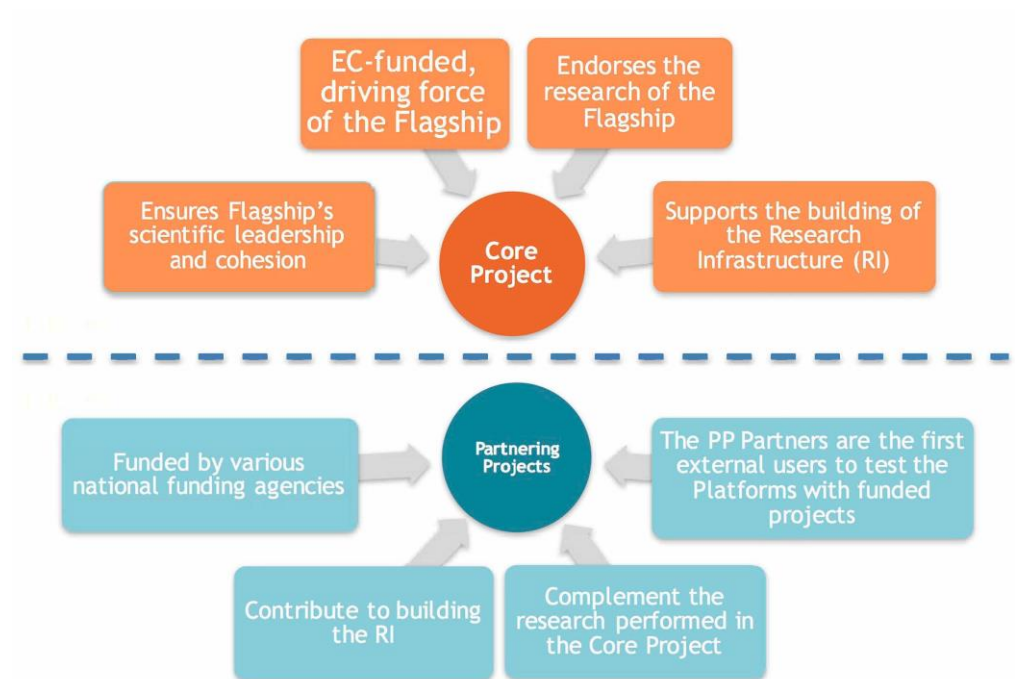 EC-funded,
driving force
of the Flagship
Endorses the
research of the
Flagship
Ensures Flagship's
scientific leadership
and cohesion
Core
Project
Supports the building of
the Research
Infrastructure (RI)
Partnering
Projects
Funded by various
national funding agencies
The PP Partners are the first
external users to test the
Platforms with funded
projects
Contribute to building
the RI
Complement the
research performed in
the Core Project